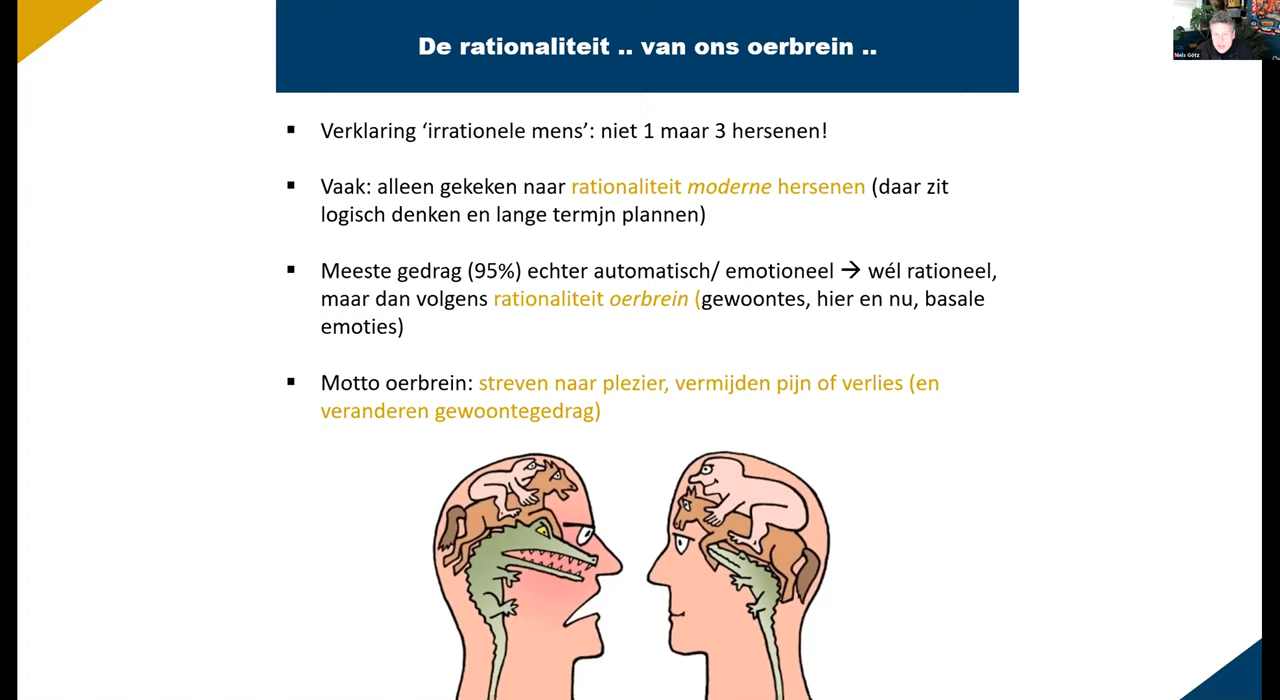 De rationaliteit .. van ons oerbrein ..
Niels Götz
▪ Verklaring ‘irrationele mens’: niet 1 maar 3 hersenen!
▪ Vaak: alleen gekeken naar rationaliteit moderne hersenen (daar zit
logisch denken en lange termjn plannen)
▪ Meeste gedrag (95%) echter automatisch/ emotioneel → wél rationeel,
maar dan volgens rationaliteit oerbrein (gewoontes, hier en nu, basale
emoties)
▪ Motto oerbrein: streven naar plezier, vermijden pijn of verlies (en
veranderen gewoontegedrag)